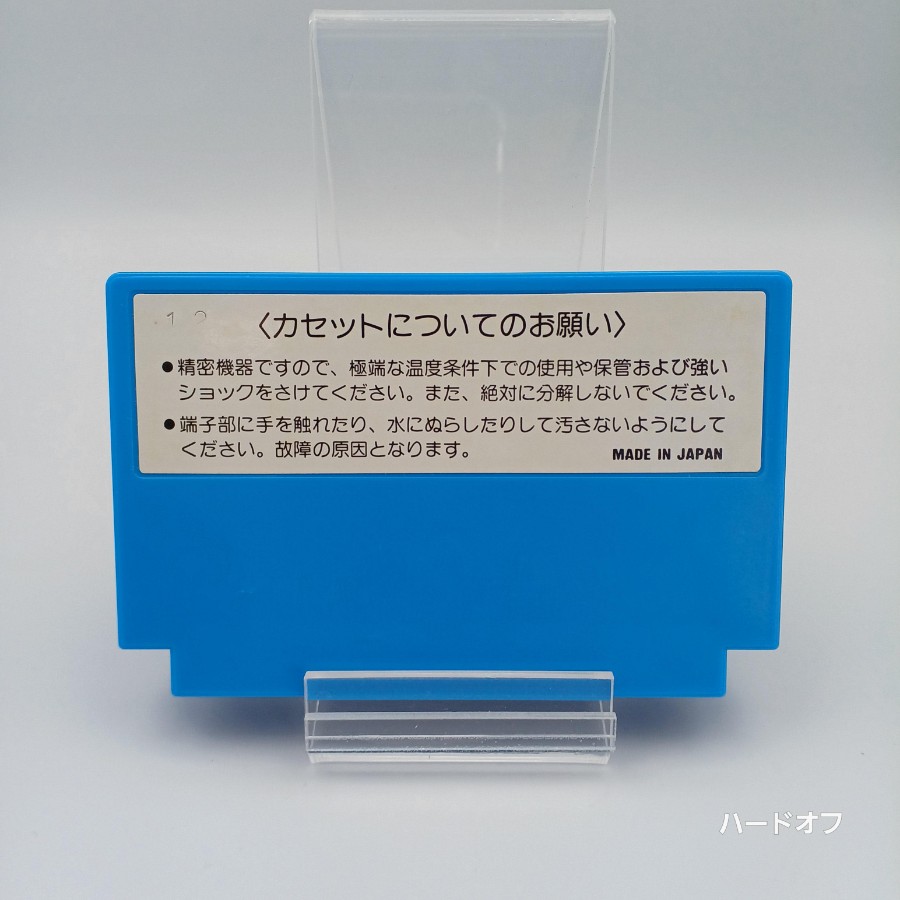 12
〈カセットについてのお願い〉
●精密機器ですので、極端な温度条件下での使用や保管および強い
ショックをさけてください。また、絶対に分解しないでください。
●端子部に手を触れたり、水にぬらしたりして汚さないようにして
ください。故障の原因となります。
MADE IN JAPAN
ハードオフ